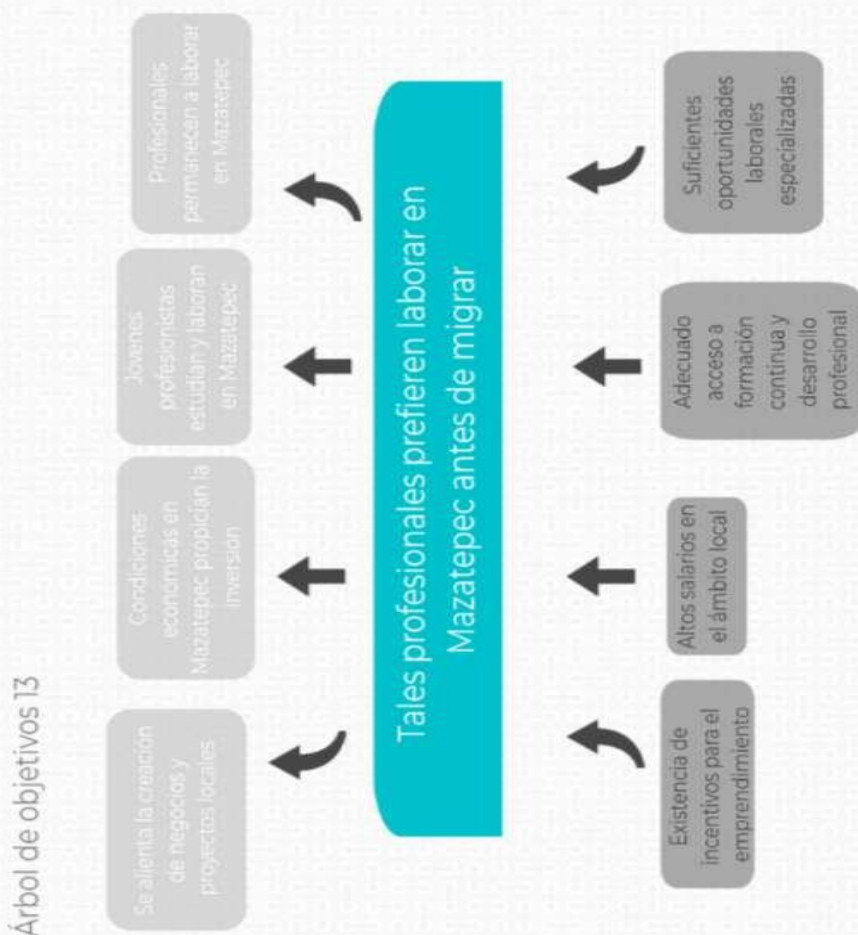 Árbol de objetivos 13
Se alienta la creación
de negocios y
proyectos locales
Condiciones
económicas en
Mazatepec propician la
inversión
Jóvenes
profesionistas
estudian y laboran
en Mazatepec
Profesionales
permanecen a laborar
en Mazatepec
Tales profesionales prefieren laborar en
Mazatepec antes de migrar
Existencia de
incentivos para el
emprendimiento
Altos salarios en
el ámbito local
Adecuado
acceso a
formación
continua y
desarrollo
profesional
Suficientes
oportunidades
laborales
especializadas